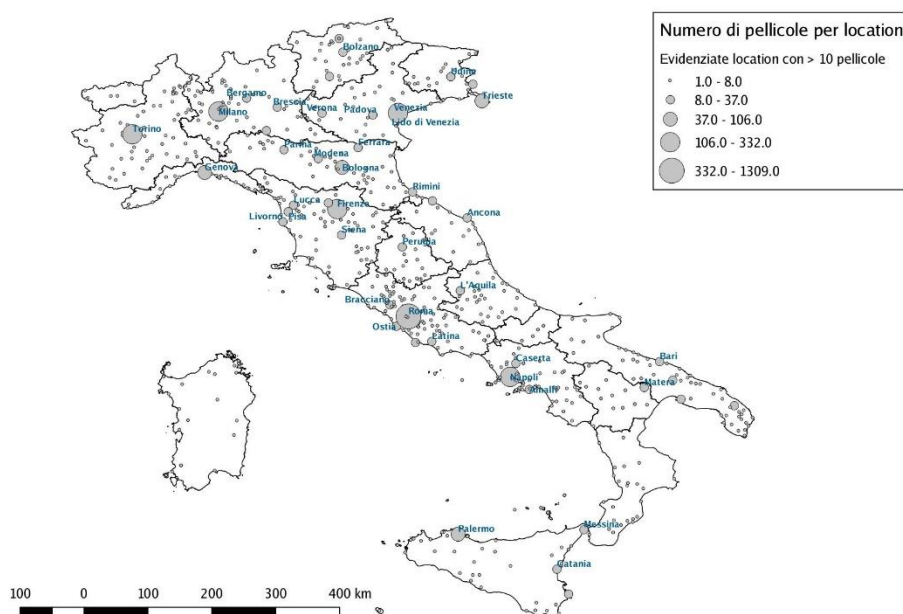 Numero di pellicole per location
Evidenziate location con > 10 pellicole
1.0 - 8.0
8.0 - 37.0
37.0 - 106.0
106.0 - 332.0
332.0 - 1309.0
Bolzano
Udine
Trieste
Bergamo
Brescia
Verona
Padova
Venezia
Lido di Venezia
Milano
Torino
Parma
Modena
Ferrara
Bologna
Genova
Rimini
Lucca
Firenze
Livorno
Pisa
Ancona
Siena
Perugia
L'Aquila
Bracciano
Roma
Ostia
Latina
Caserta
Bari
Napoli
Amalfi
Matera
Palermo
Messina
Catania
100 0 100 200 300 400 km